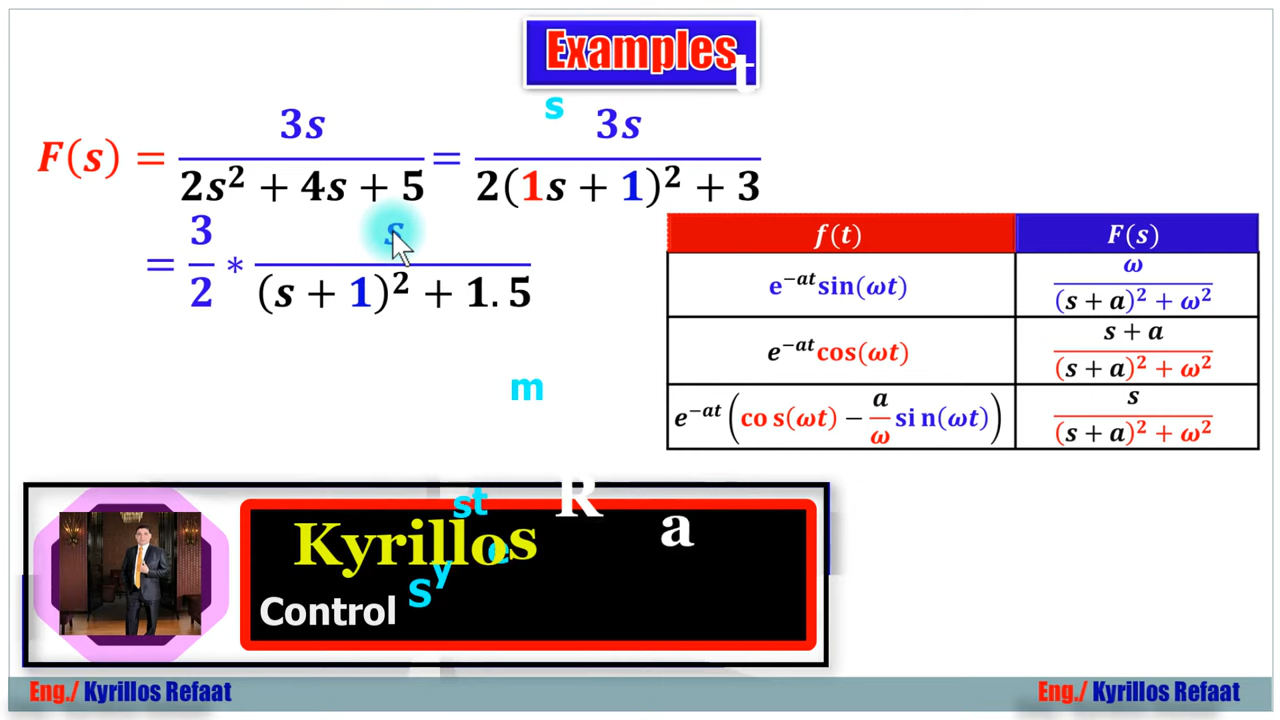 Examples
t
s
F(s) = 3s / (2s² + 4s + 5) = 3s / (2(1s + 1)² + 3)
= 3/2 * s / ((s + 1)² + 1.5)
f(t) F(s)
e^(−at) sin(ωt) ω / ((s + a)² + ω²)
e^(−at) cos(ωt) (s + a) / ((s + a)² + ω²)
e^(−at) (cos(ωt) − a/ω sin(ωt)) s / ((s + a)² + ω²)
m
st R a
Kyrillos
e
y
S
Control
Eng./ Kyrillos Refaat Eng./ Kyrillos Refaat